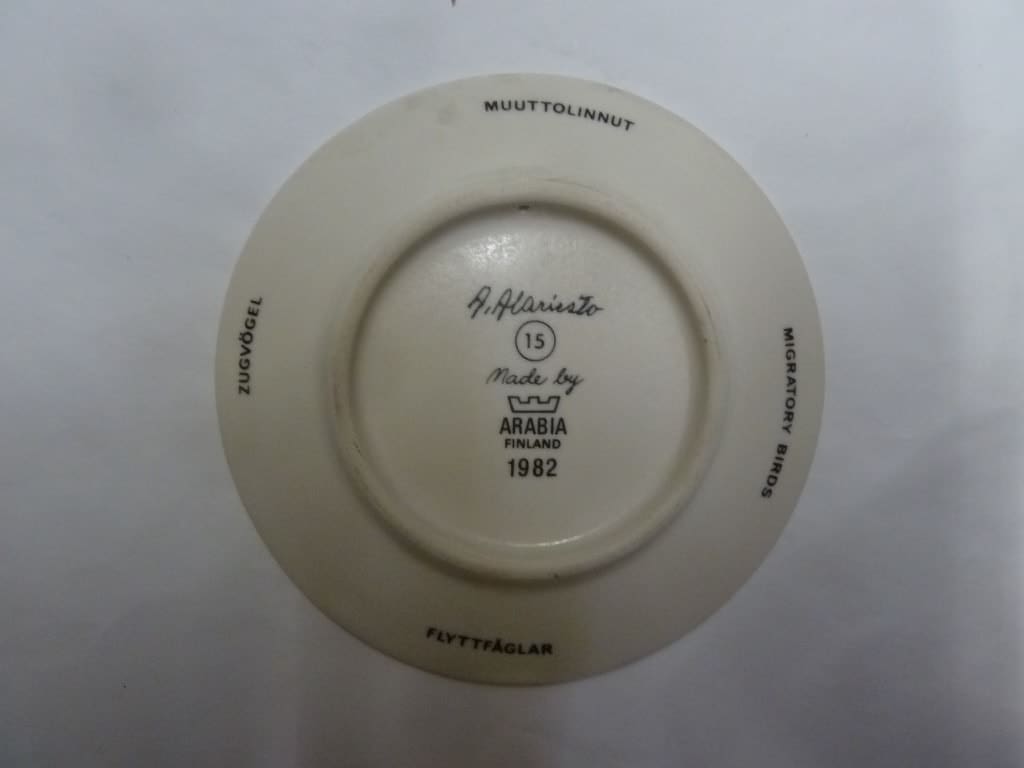 MUUTTOLINNUT
ZUGVÖGEL
A. Alariesto
15
Made by
ARABIA
FINLAND
1982
MIGRATORY BIRDS
FLYTTFÅGLAR